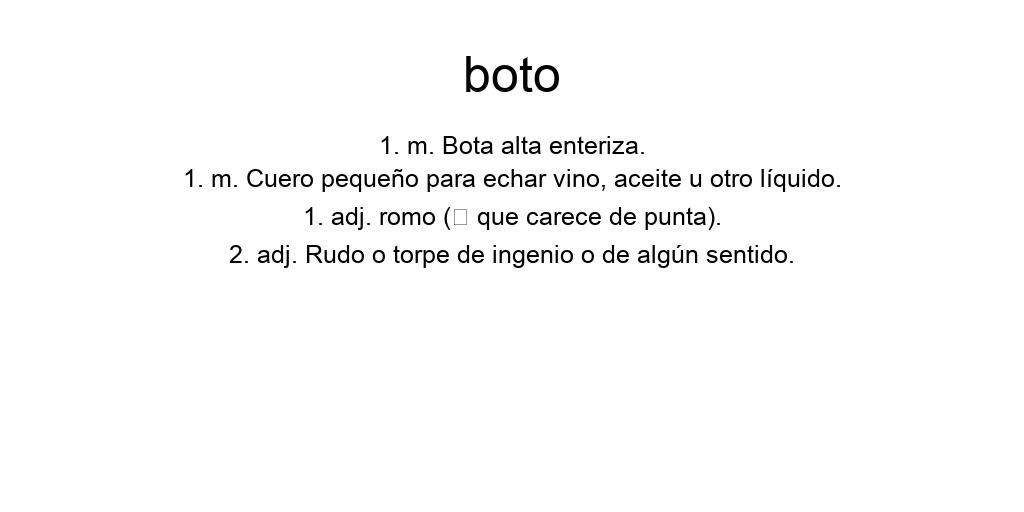 boto
1. m. Bota alta enteriza.
1. m. Cuero pequeño para echar vino, aceite u otro líquido.
1. adj. romo (□ que carece de punta).
2. adj. Rudo o torpe de ingenio o de algún sentido.